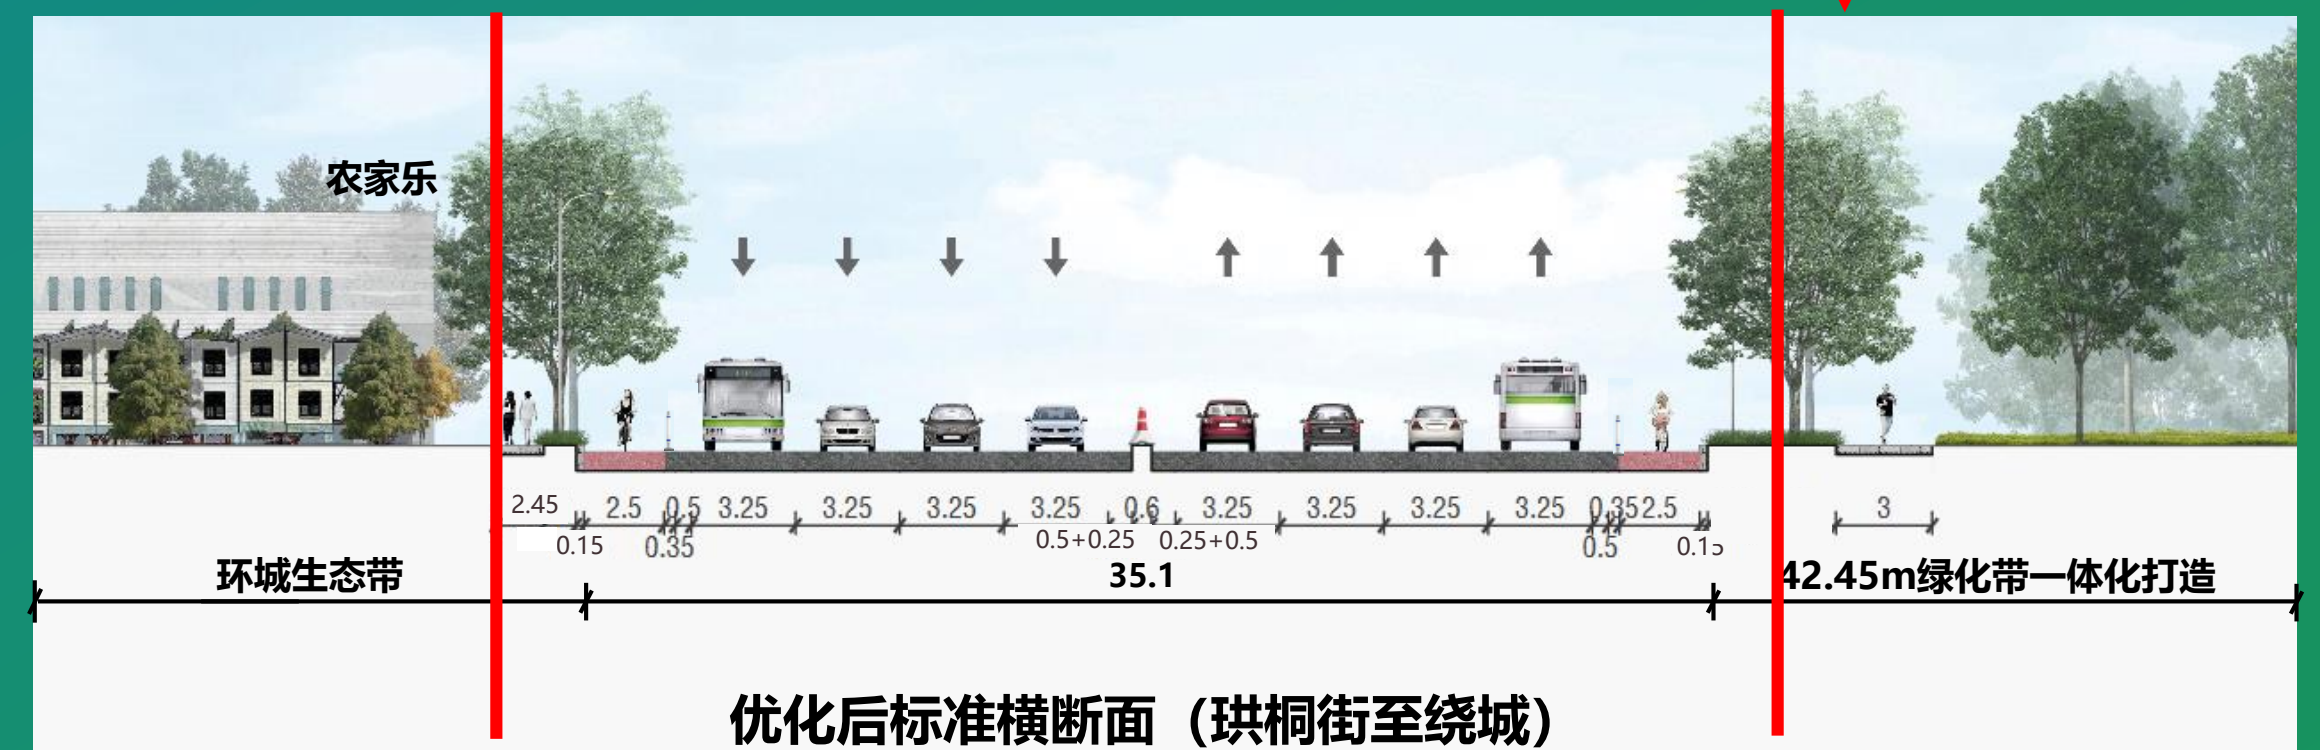 农家乐
2.45 2.5 0.5 3.25 3.25 3.25 3.25 0.6 3.25 3.25 3.25 3.25 0.35 2.5 3
0.15 0.35 0.5+0.25 0.25+0.5 0.5 0.15
环城生态带 35.1 42.45m绿化带一体化打造
优化后标准横断面（珙桐街至绕城）